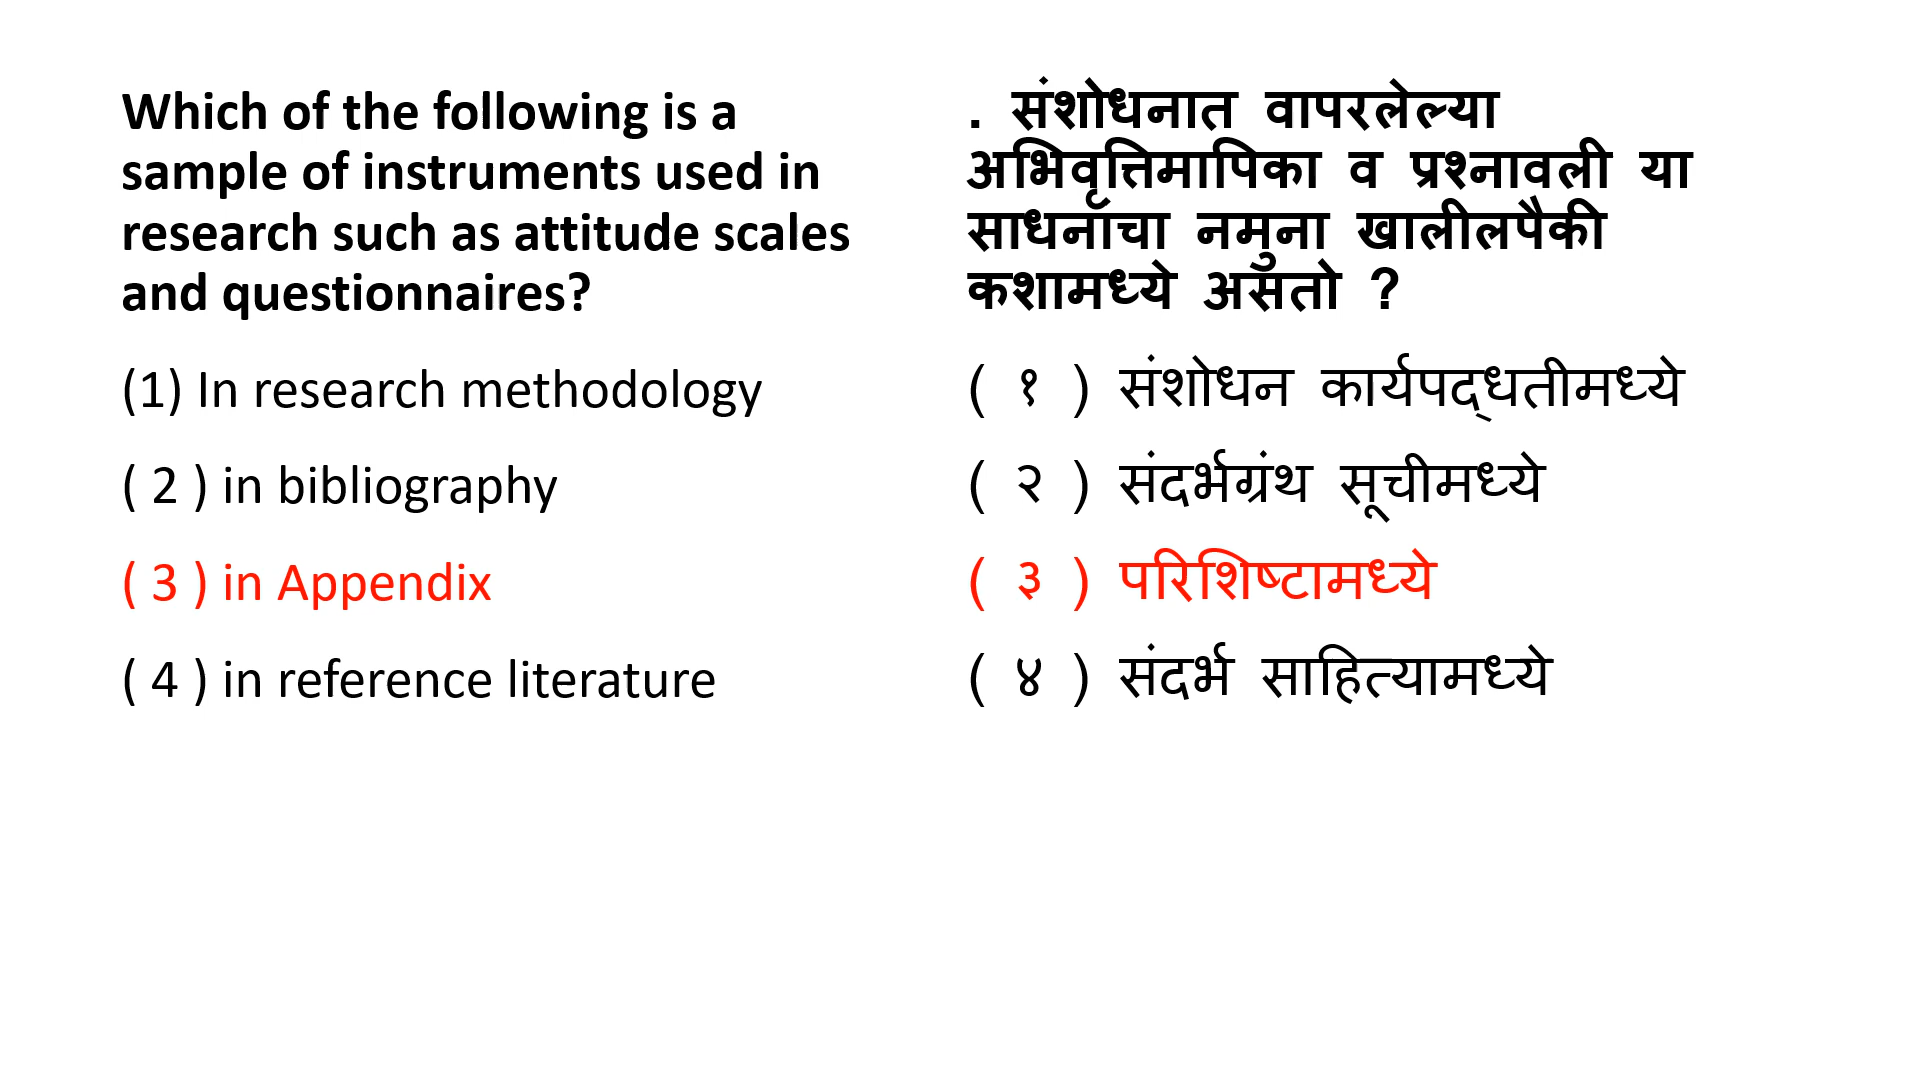 Which of the following is a
sample of instruments used in
research such as attitude scales
and questionnaires?
(1) In research methodology
( 2 ) in bibliography
( 3 ) in Appendix
( 4 ) in reference literature
. संशोधनात वापरलेल्या
अभिवृत्तिमापिका व प्रश्नावली या
साधनांचा नमुना खालीलपैकी
कशामध्ये असतो ?
( १ ) संशोधन कार्यपद्‌धतीमध्ये
( २ ) संदर्भग्रंथ सूचीमध्ये
( ३ ) परिशिष्टामध्ये
( ४ ) संदर्भ साहित्यामध्ये